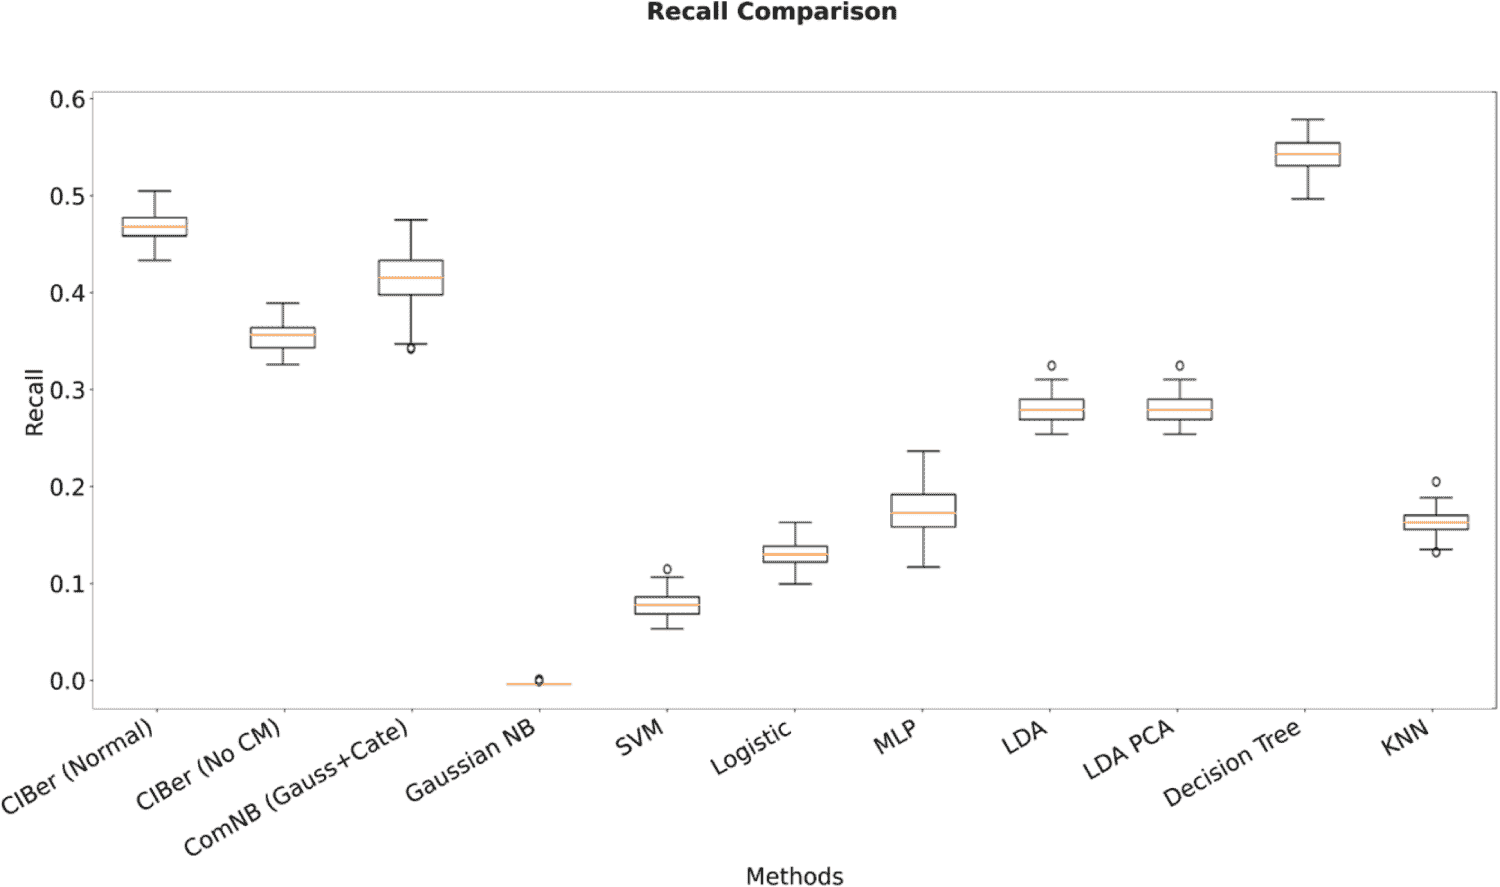 Recall Comparison
0.6
0.5
0.4
0.3
0.2
0.1
0.0
Recall
CIBer (Normal)
CIBer (No CM)
ComNB (Gauss+Cate)
Gaussian NB
SVM
Logistic
MLP
LDA
LDA PCA
Decision Tree
KNN
Methods